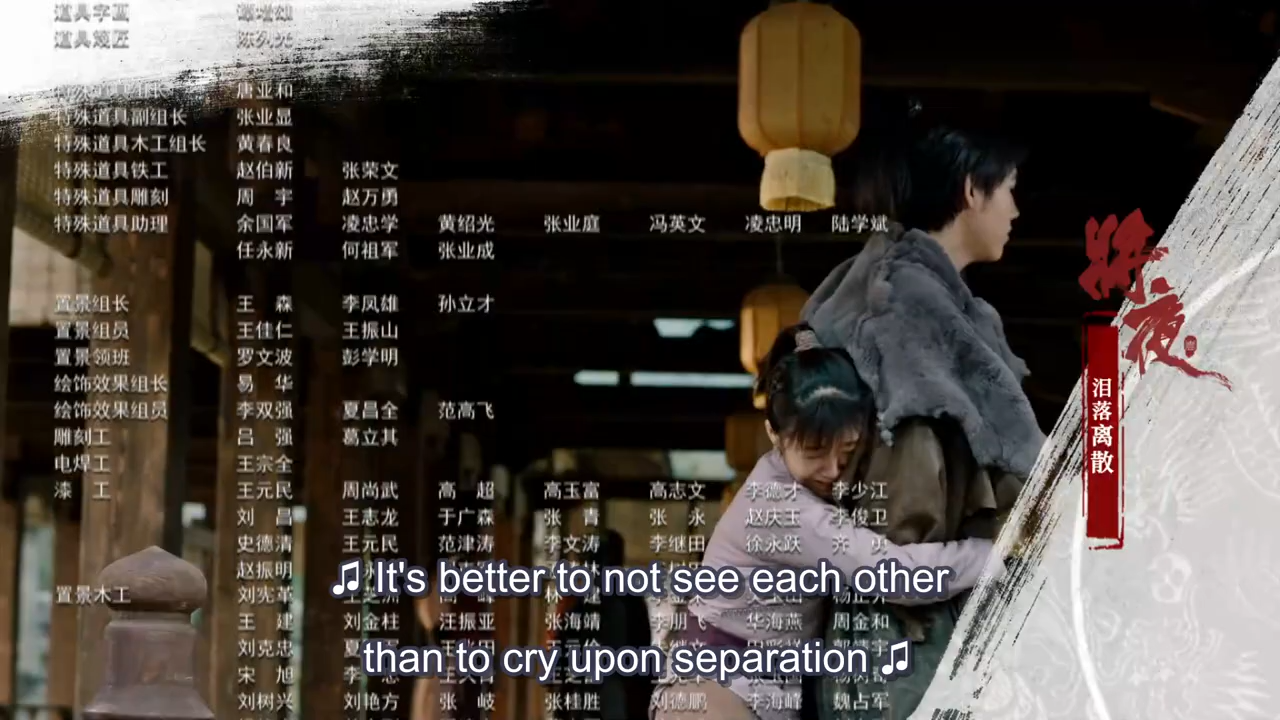 唐亚和
特殊道具副组长 张业显
特殊道具木工组长 黄春良
特殊道具铁工 赵伯新 张荣文
特殊道具雕刻 周 宇 赵万勇
特殊道具助理 余国军 凌忠学 黄绍光 张业庭 冯英文 凌忠明 陆学斌
任永新 何祖军 张业成
置景组长 王 森 李凤雄 孙立才
置景组员 王佳仁 王振山
置景领班 罗文波 彭学明
绘饰效果组长 易 华
绘饰效果组员 李双强 夏昌全 范高飞
雕刻工 吕 强 葛立其
电焊工 王宗全
漆 工 王元民 周尚武 高 超 高玉富 高志文 李德才 李少江
刘 昌 王志龙 于广森 张 青 张 永 赵庆玉 李俊卫
史德清 王元民 范津涛 李文涛 李继田 徐永跃 齐 勇
赵振明
置景木工 刘宪革
王 建 刘金柱 汪振亚 张海靖 李朋飞 华海燕 周金和
刘克忠
宋 旭
刘树兴 刘艳方 张 岐 张桂胜 刘德鹏 李海峰 魏占军
♫ It's better to not see each other
than to cry upon separation ♫
将夜
泪落离散